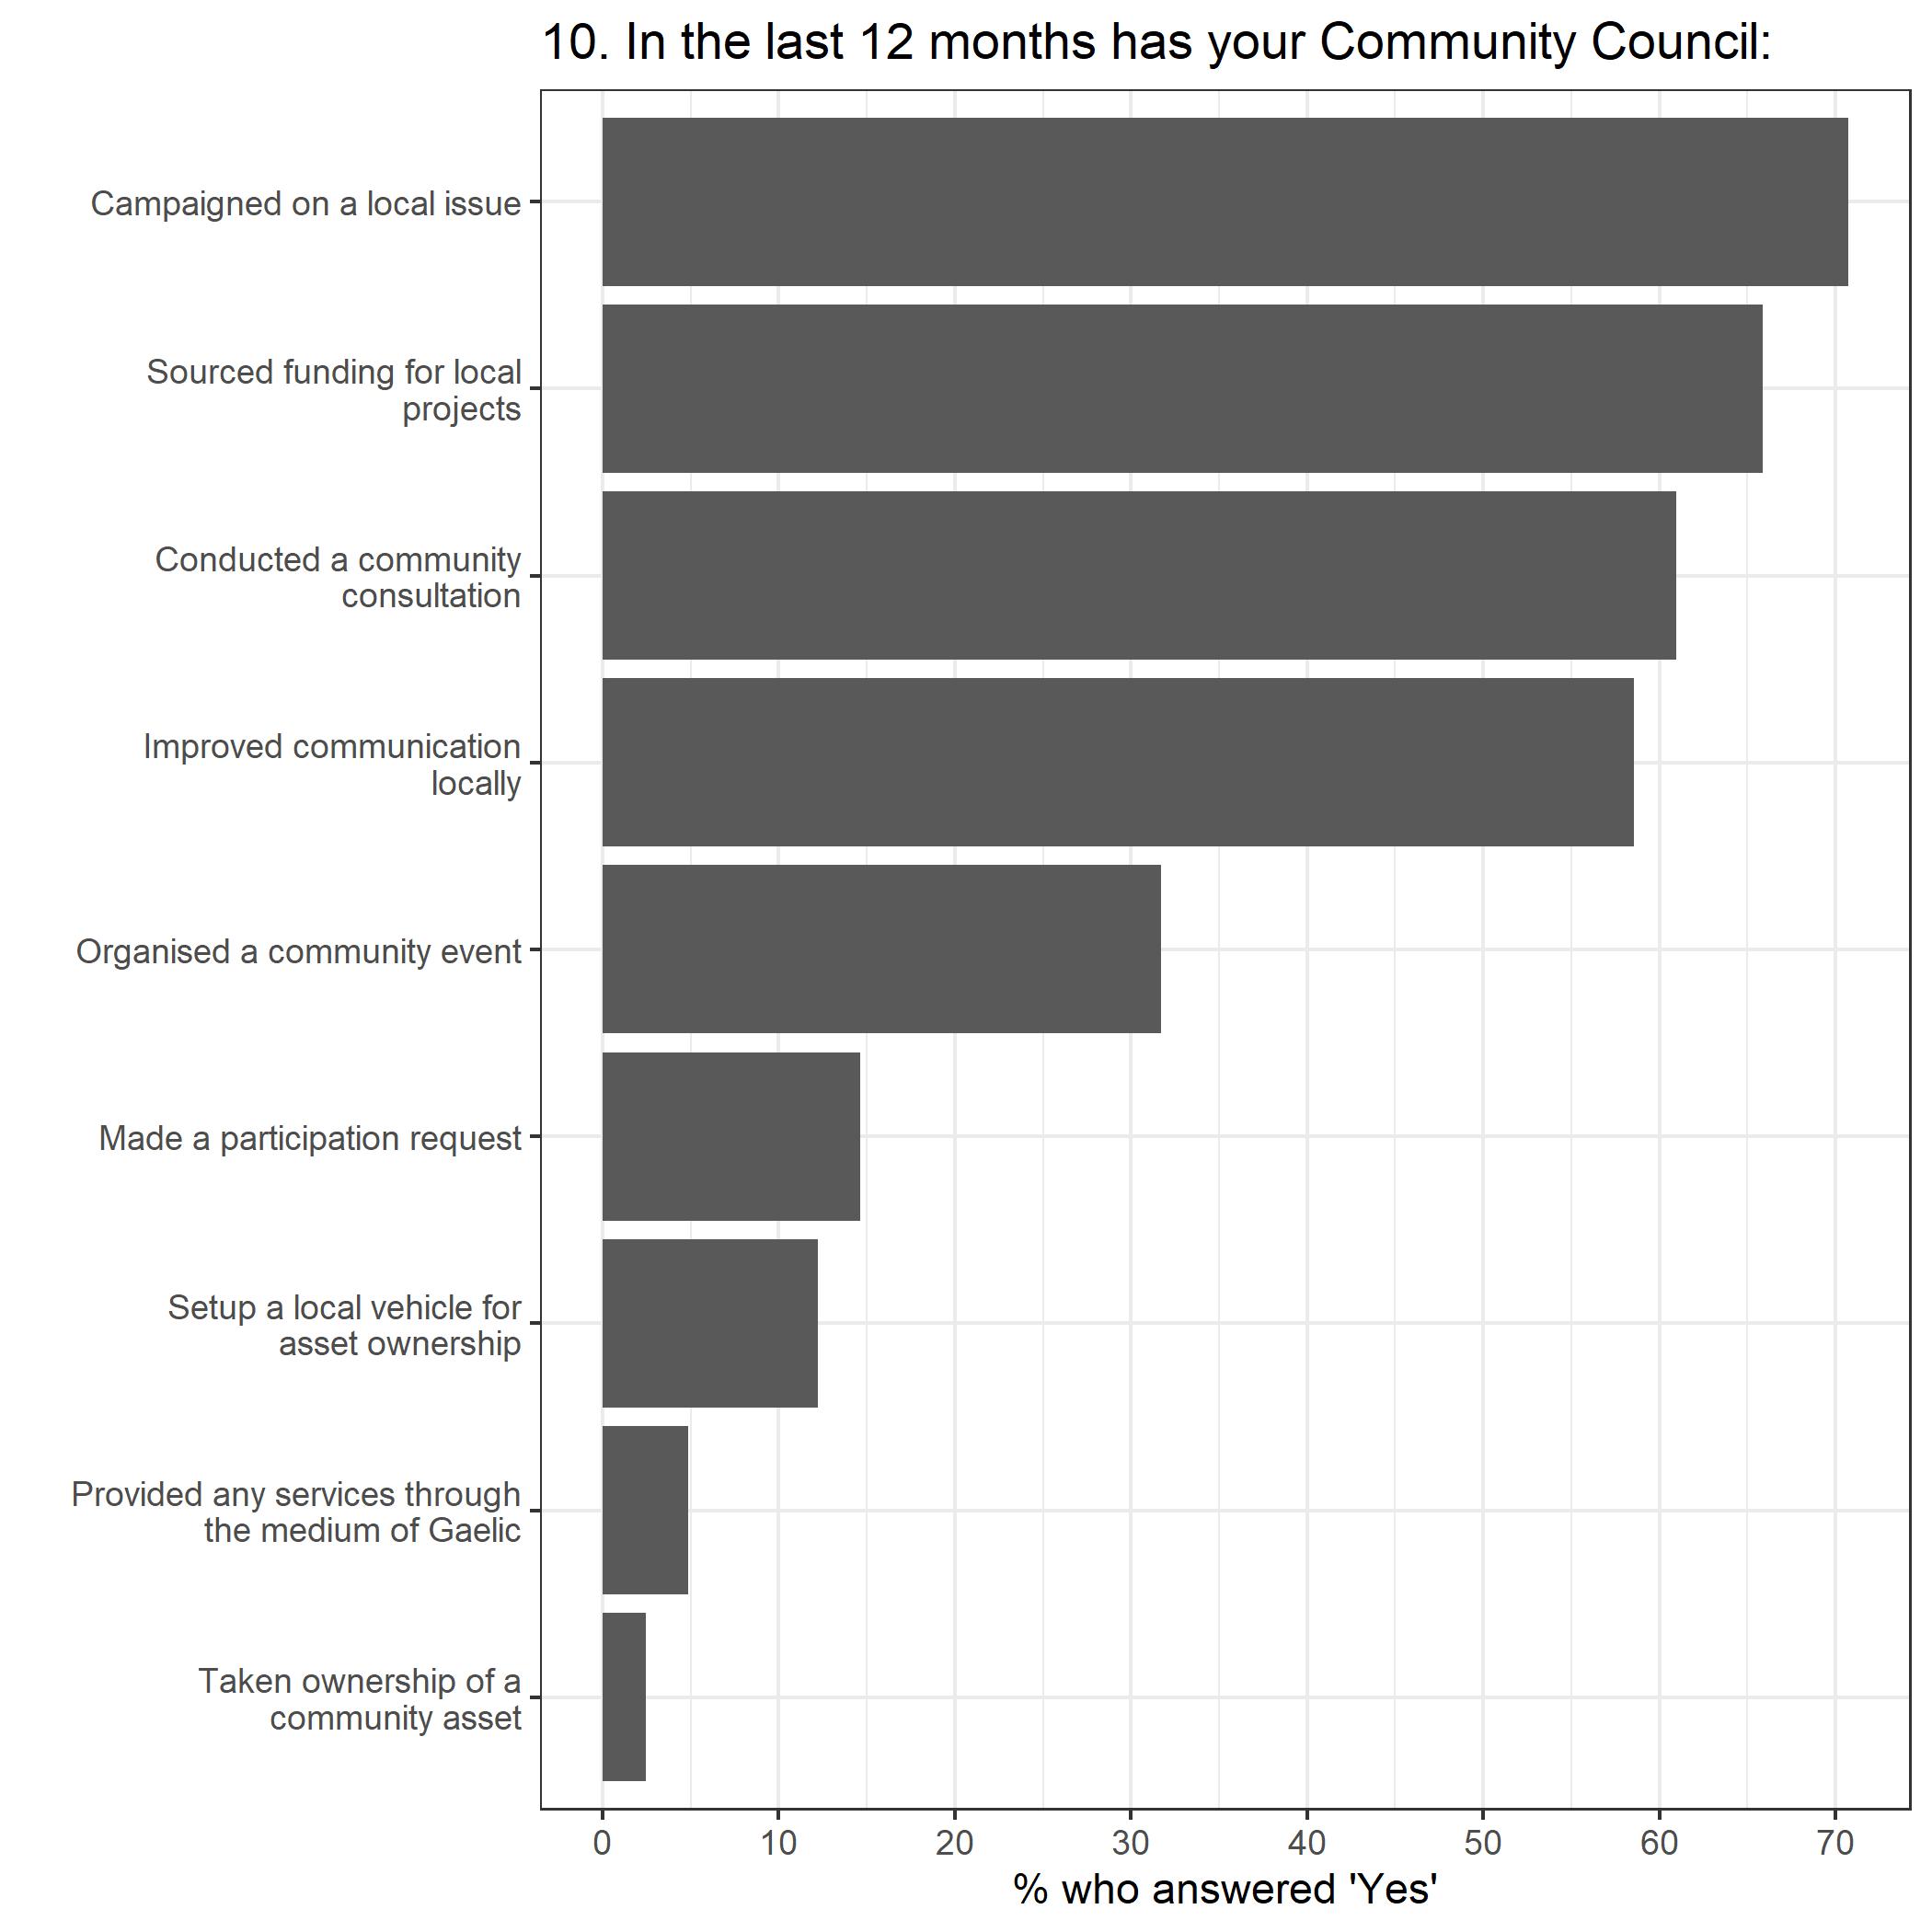 10. In the last 12 months has your Community Council:
Campaigned on a local issue
Sourced funding for local
projects
Conducted a community
consultation
Improved communication
locally
Organised a community event
Made a participation request
Setup a local vehicle for
asset ownership
Provided any services through
the medium of Gaelic
Taken ownership of a
community asset
0 10 20 30 40 50 60 70
% who answered 'Yes'